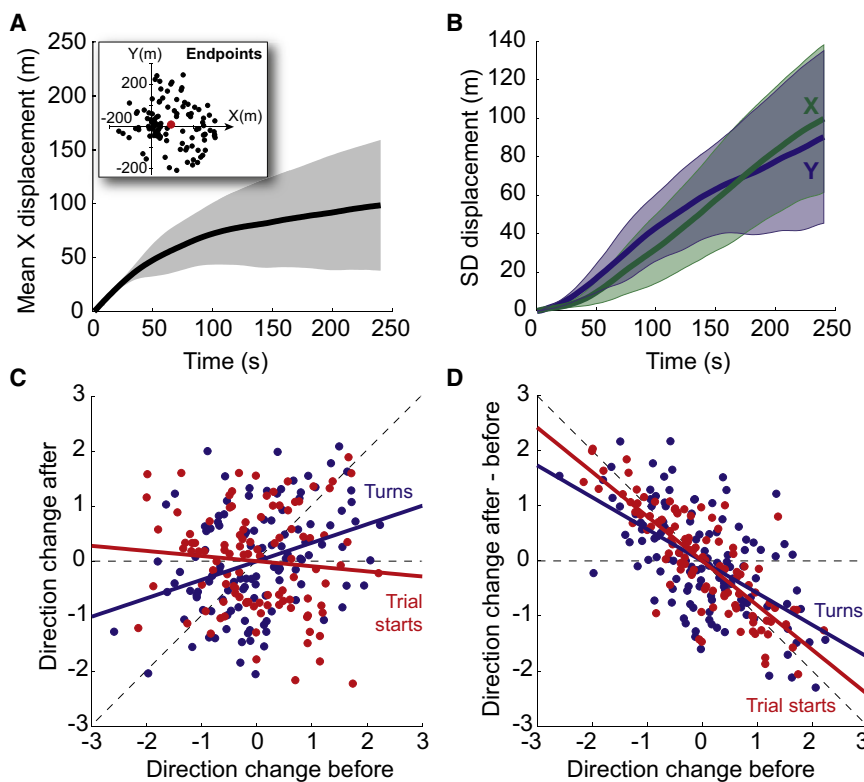 A
Mean X displacement (m)
250
200
150
100
50
0
0 50 100 150 200 250
Time (s)
Y(m)
Endpoints
200
-200
X(m)
200
-200
B
SD displacement (m)
140
120
100
80
60
40
20
0
0 50 100 150 200 250
Time (s)
X
Y
C
Direction change after
3
2
1
0
-1
-2
-3
-3 -2 -1 0 1 2 3
Direction change before
Turns
Trial
starts
D
Direction change after - before
3
2
1
0
-1
-2
-3
-3 -2 -1 0 1 2 3
Direction change before
Turns
Trial starts